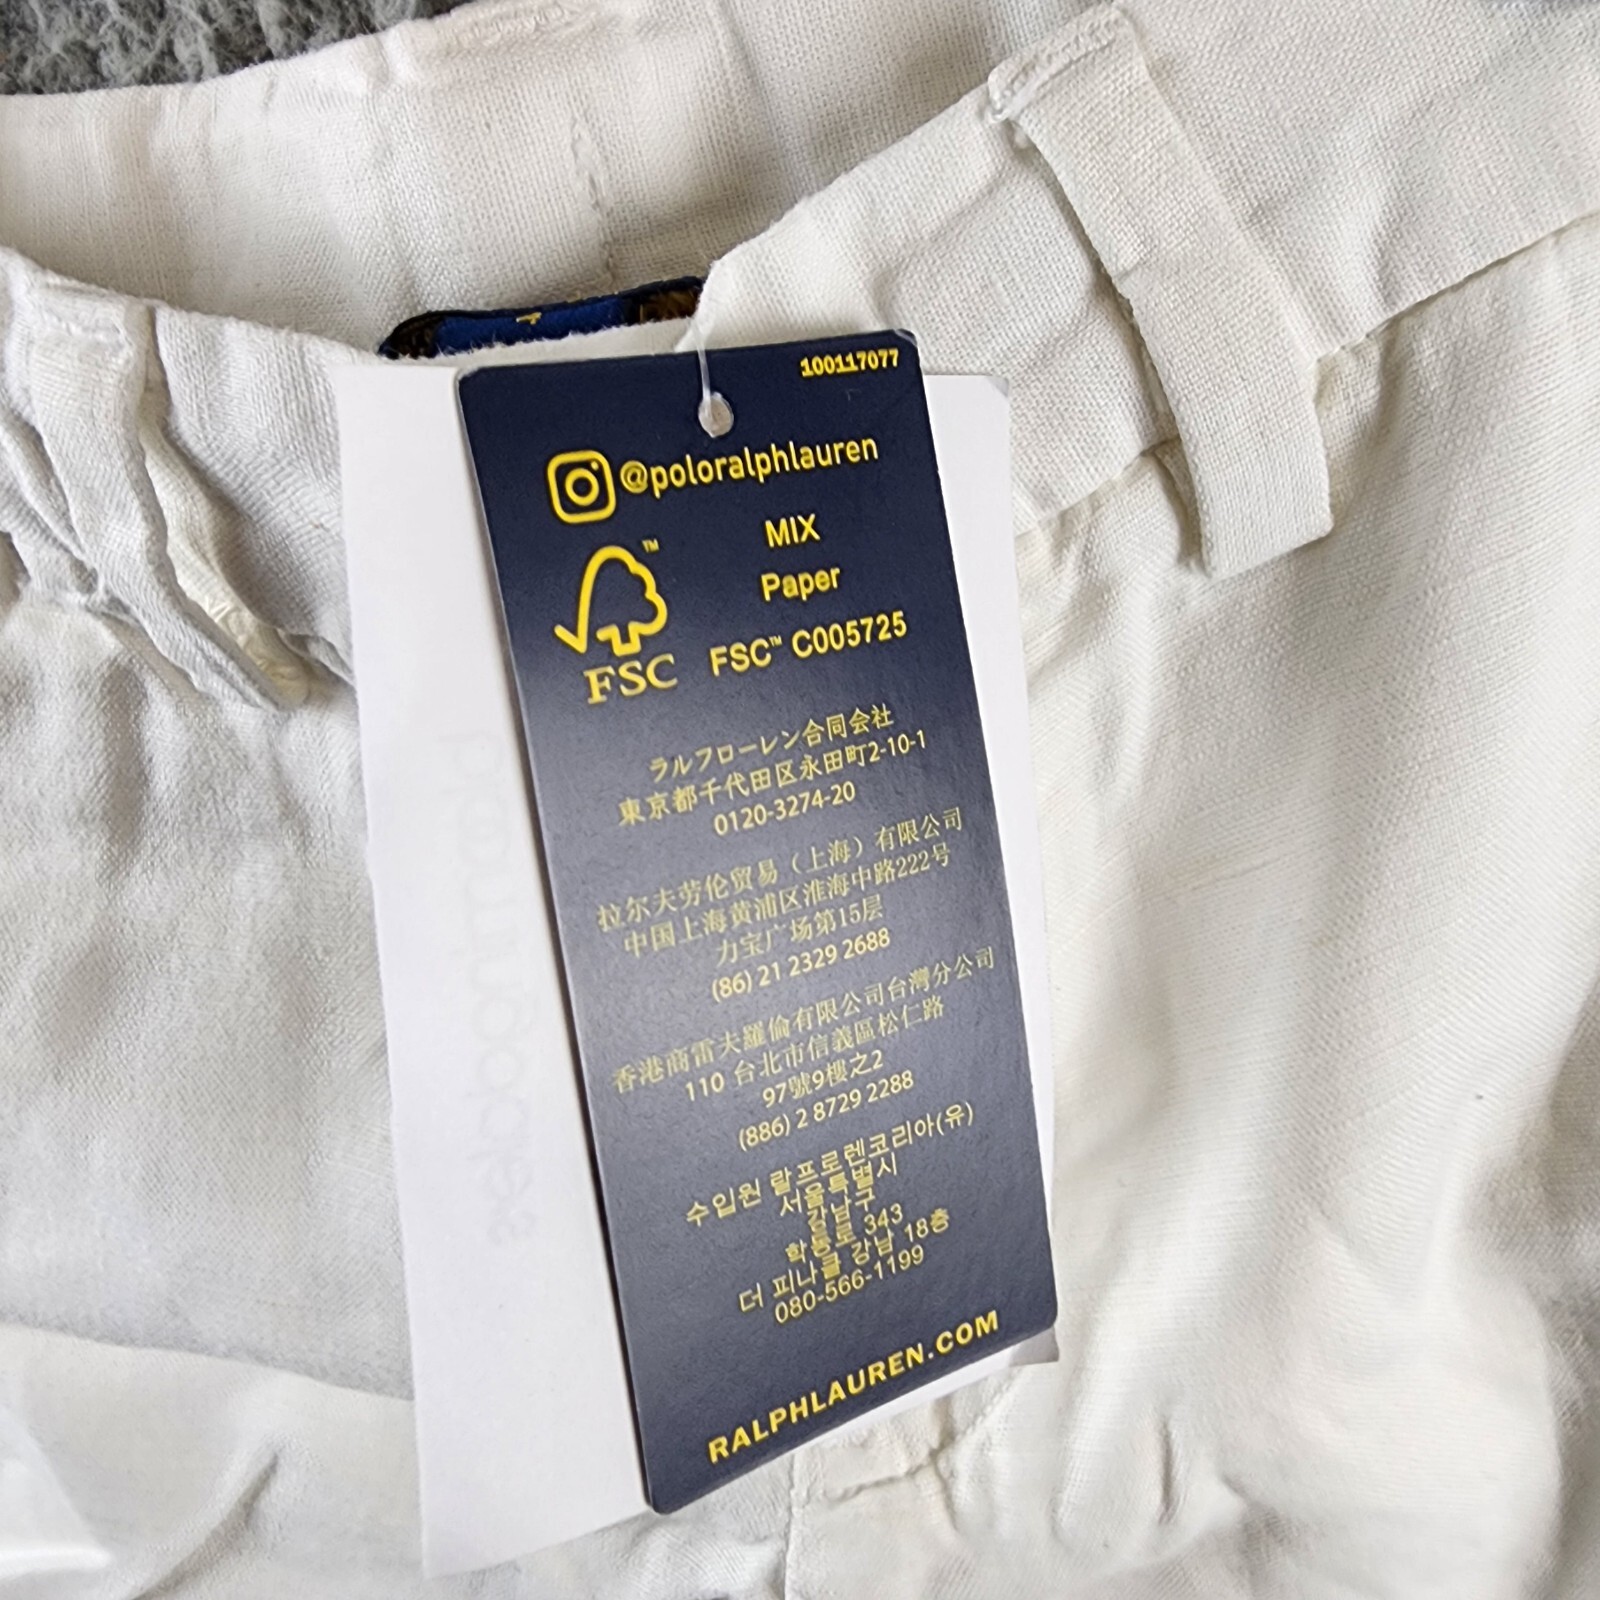 100117077
@poloralphlauren
MIX
Paper
FSC™ C005725
™
FSC
ラルフローレン合同会社
東京都千代田区永田町2-10-1
0120-3274-20
拉尔夫劳伦贸易（上海）有限公司
中国上海黄浦区淮海中路222号
力宝广场第15层
(86) 21 2329 2688
香港商雷夫羅倫有限公司台灣分公司
110 台北市信義區松仁路
97號9樓之2
(886) 2 8729 2288
수입원 랄프로렌코리아(유)
서울특별시
강남구
학동로 343
더 피나클 강남 18층
080-566-1199
RALPHLAUREN.COM